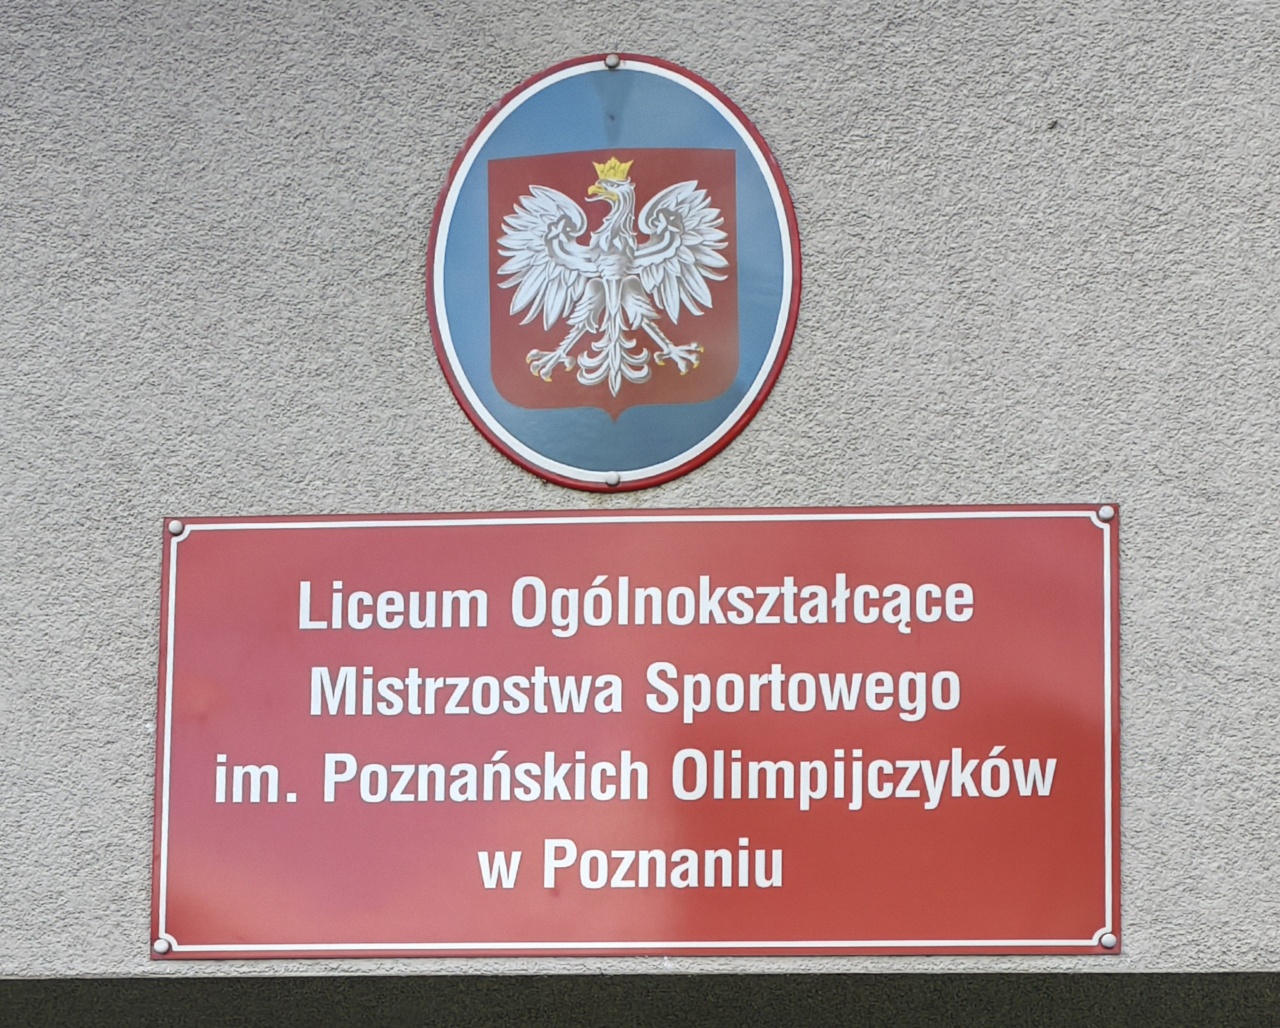 Liceum Ogólnokształcące
Mistrzostwa Sportowego
im. Poznańskich Olimpijczyków
w Poznaniu